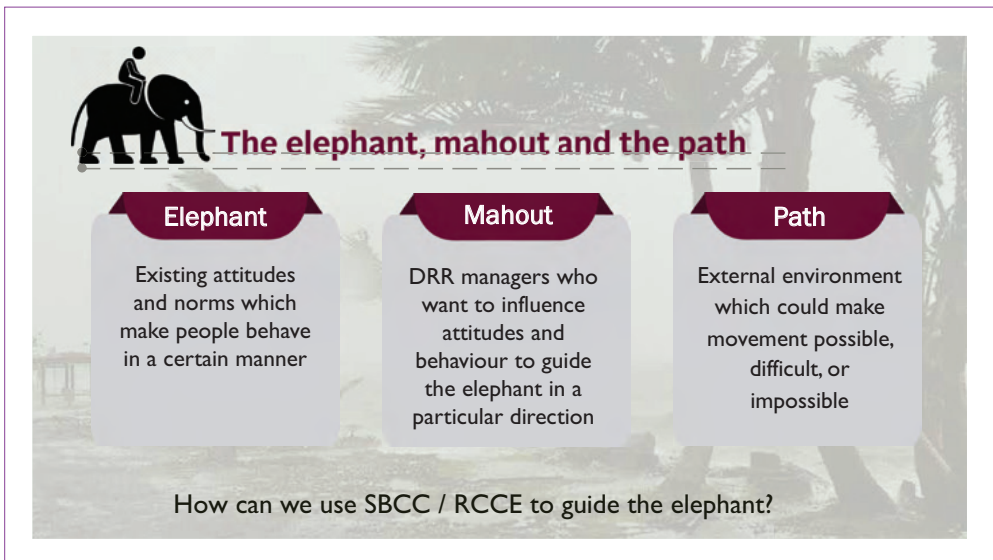 The elephant, mahout and the path
Elephant
Existing attitudes
and norms which
make people behave
in a certain manner
Mahout
DRR managers who
want to influence
attitudes and
behaviour to guide
the elephant in a
particular direction
Path
External environment
which could make
movement possible,
difficult, or
impossible
How can we use SBCC / RCCE to guide the elephant?